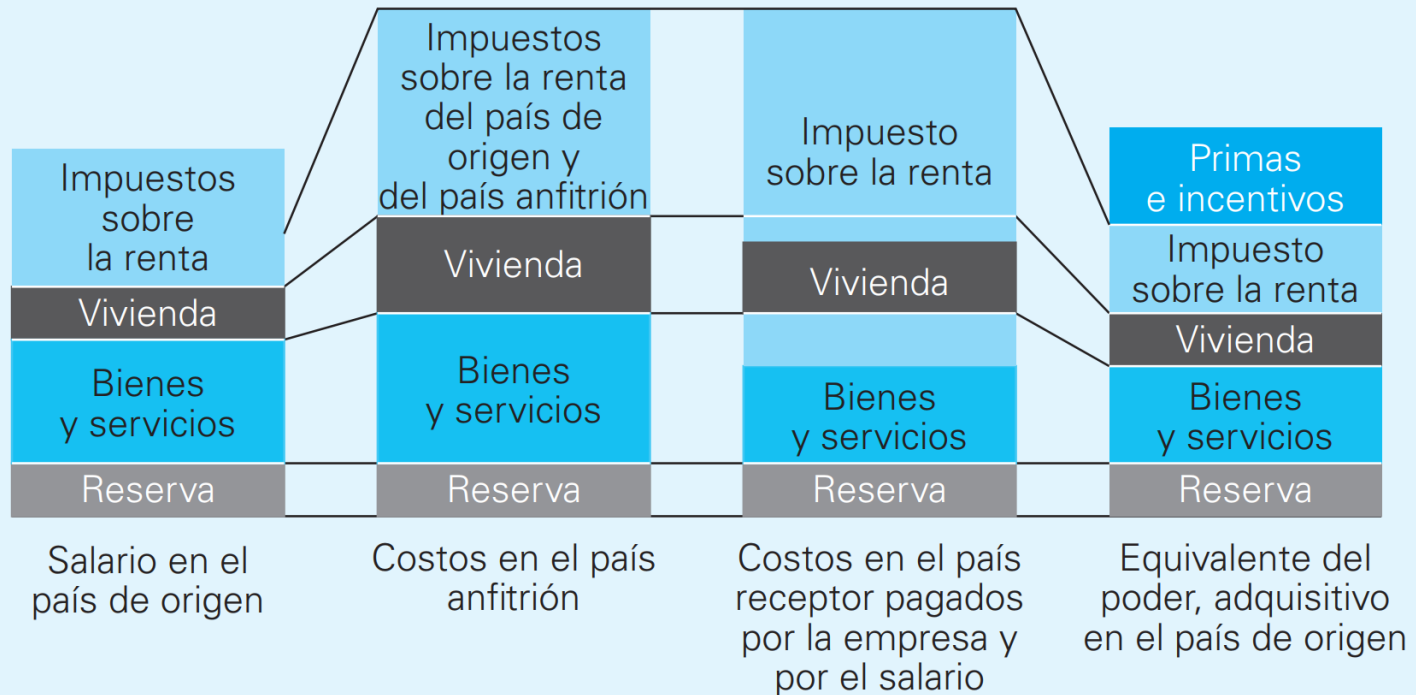 Impuestos
sobre
la renta
Vivienda
Bienes
y servicios
Reserva
Salario en el
país de origen
Impuestos
sobre la renta
del país de
origen y
del país anfitrión
Vivienda
Bienes
y servicios
Reserva
Costos en el país
anfitrión
Impuesto
sobre la renta
Vivienda
Bienes
y servicios
Reserva
Costos en el país
receptor pagados
por la empresa y
por el salario
Primas
e incentivos
Impuesto
sobre la renta
Vivienda
Bienes
y servicios
Reserva
Equivalente del
poder, adquisitivo
en el país de origen